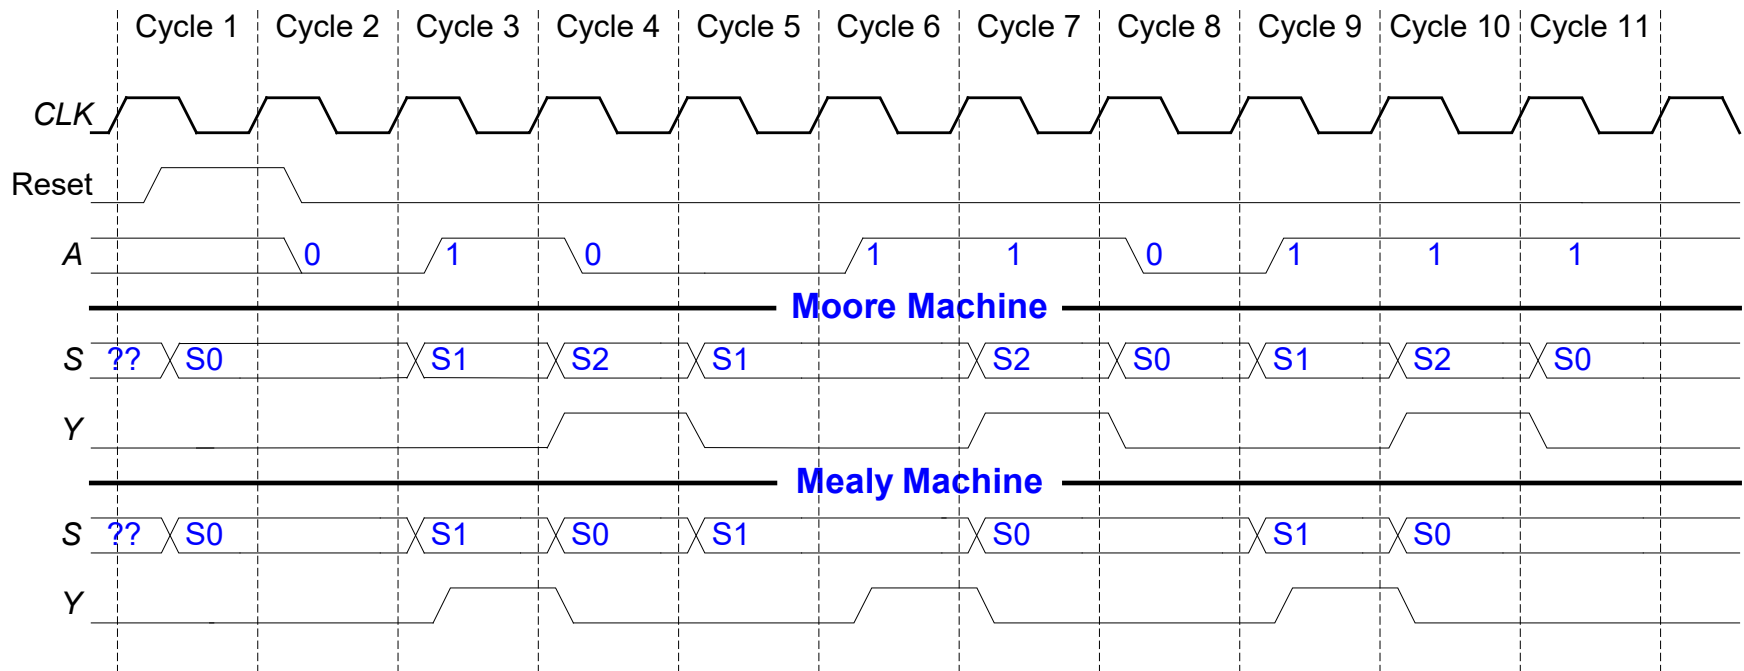 Cycle 1 Cycle 2 Cycle 3 Cycle 4 Cycle 5 Cycle 6 Cycle 7 Cycle 8 Cycle 9 Cycle 10 Cycle 11
CLK
Reset
A 0 1 0 1 1 0 1 1 1
Moore Machine
S ?? S0 S1 S2 S1 S2 S0 S1 S2 S0
Y
Mealy Machine
S ?? S0 S1 S0 S1 S0 S1 S0
Y